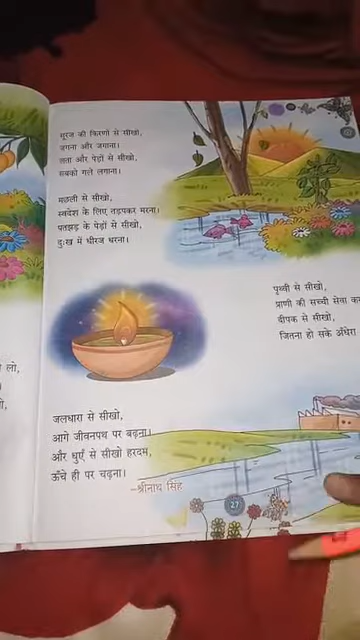 सूरज की किरणों से सीखो,
जगना और जगाना।
लता और पेड़ों से सीखो,
सबको गले लगाना।
मछली से सीखो,
स्वदेश के लिए तड़पकर मरना।
पतझड़ के पेड़ों से सीखो,
दुःख में धीरज धरना।
पृथ्वी से सीखो,
प्राणी की सच्ची सेवा
दीपक से सीखो,
जितना हो सके अँधेरा
लो,
जलधारा से सीखो,
आगे जीवनपथ पर बढ़ना।
और धुएँ से सीखो हरदम,
ऊँचे ही पर चढ़ना।
–श्रीनाथ सिंह
27